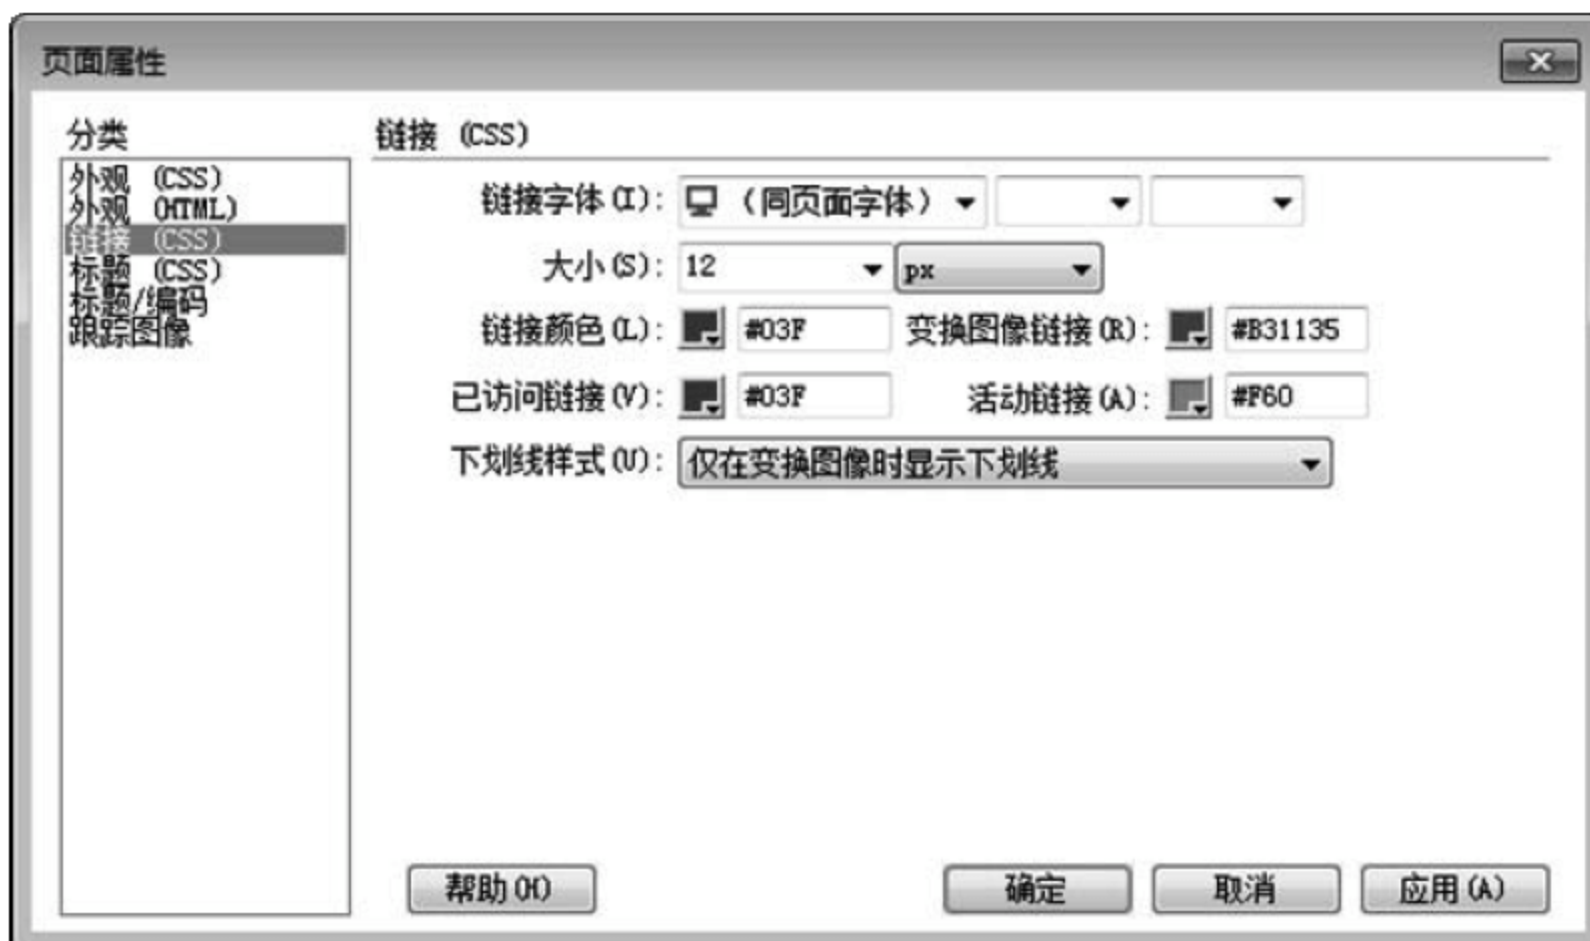 页面属性
分类
外观 (CSS)
外观 (HTML)
链接 (CSS)
标题 (CSS)
标题/编码
跟踪图像
链接 (CSS)
链接字体(I): (同页面字体)
大小(S): 12 px
链接颜色(L): #03F 变换图像链接(R): #B31135
已访问链接(V): #03F 活动链接(A): #F60
下划线样式(U): 仅在变换图像时显示下划线
帮助(H) 确定 取消 应用(A)